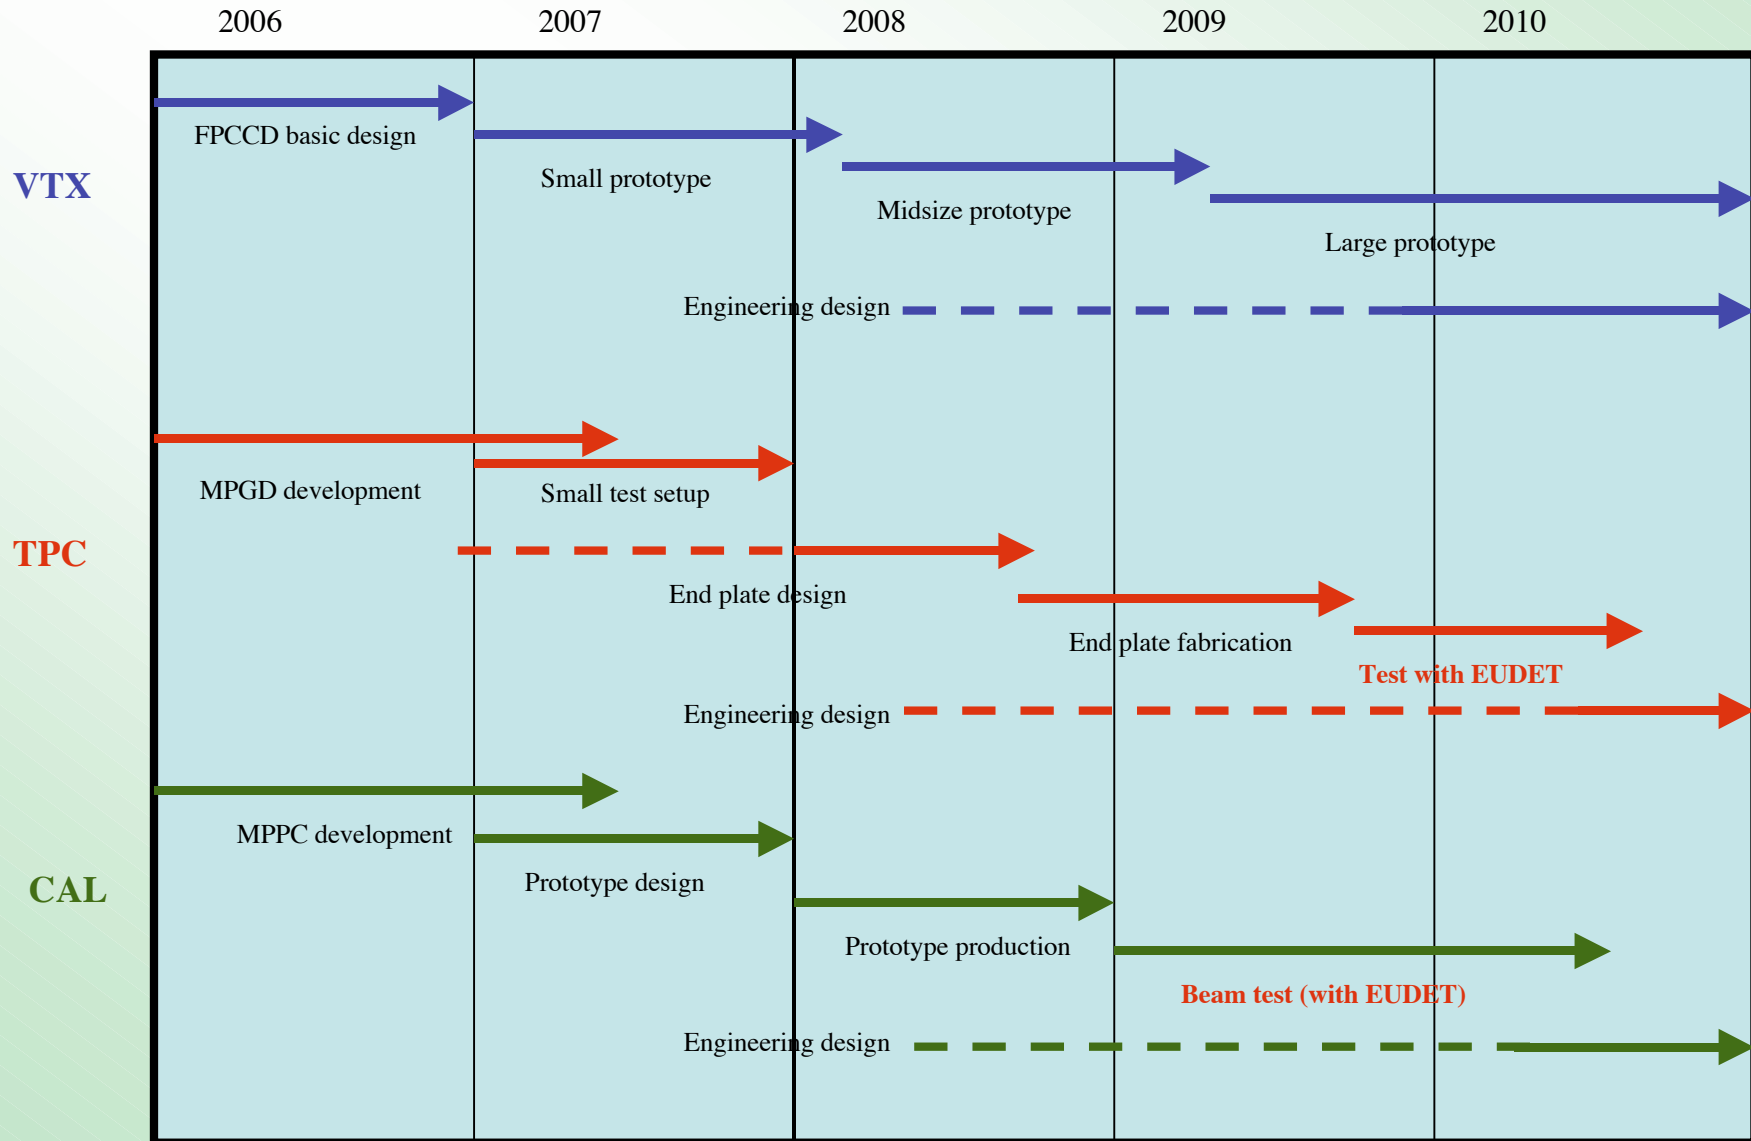 2006 2007 2008 2009 2010
FPCCD basic design
Small prototype
VTX
Midsize prototype
Large prototype
Engineering design
MPGD development
Small test setup
TPC
End plate design
End plate fabrication
Test with EUDET
Engineering design
MPPC development
Prototype design
CAL
Prototype production
Beam test (with EUDET)
Engineering design